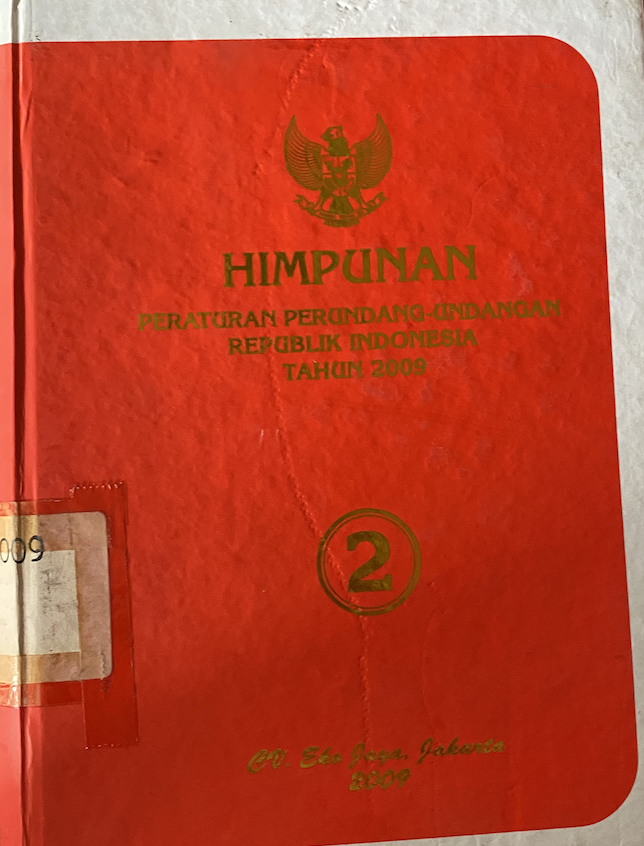 HIMPUNAN
PERATURAN PERUNDANG-UNDANGAN
REPUBLIK INDONESIA
TAHUN 2009
2
009
CV. Eko Jaya, Jakarta
2009